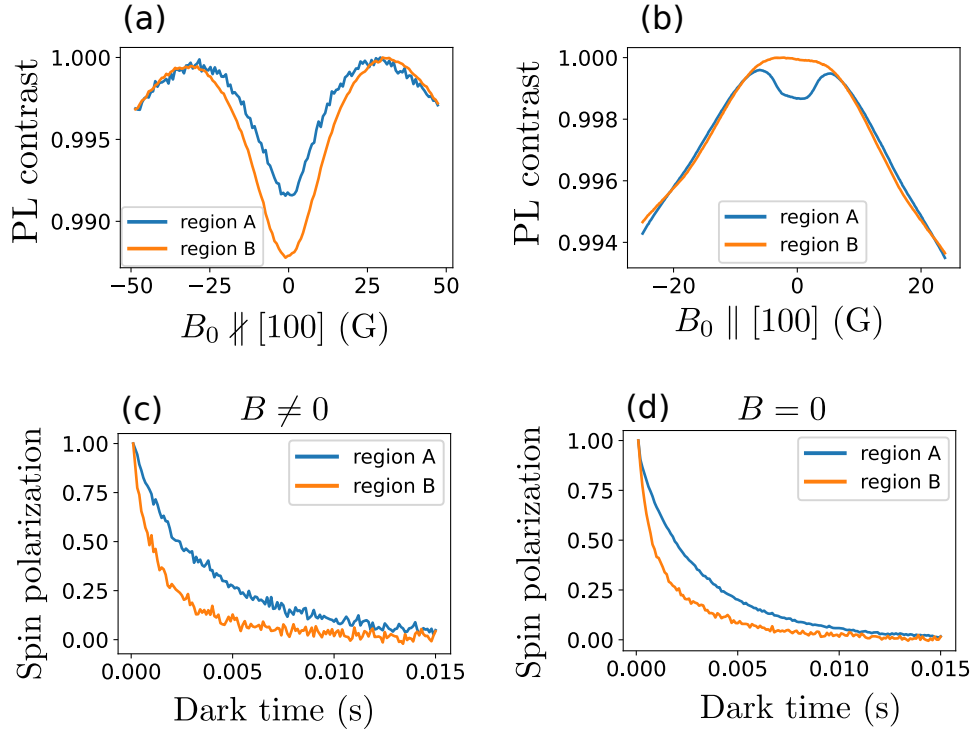 (a)
1.000
0.995
0.990
PL contrast
region A
region B
−50
−25
0
25
50
B₀ ∦ [100] (G)
(b)
1.000
0.998
0.996
0.994
PL contrast
region A
region B
−20
0
20
B₀ ∥ [100] (G)
(c)
B ≠ 0
1.00
0.75
0.50
0.25
0.00
Spin polarization
region A
region B
0.000
0.005
0.010
0.015
Dark time (s)
(d)
B = 0
1.00
0.75
0.50
0.25
0.00
Spin polarization
region A
region B
0.000
0.005
0.010
0.015
Dark time (s)